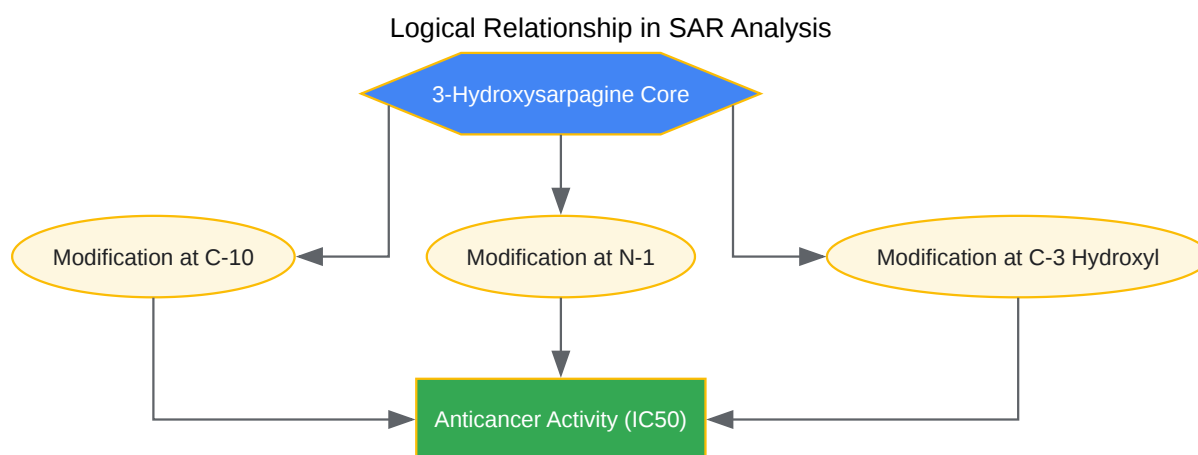 Logical Relationship in SAR Analysis
3-Hydroxysarpagine Core
Modification at C-10
Modification at N-1
Modification at C-3 Hydroxyl
Anticancer Activity (IC50)